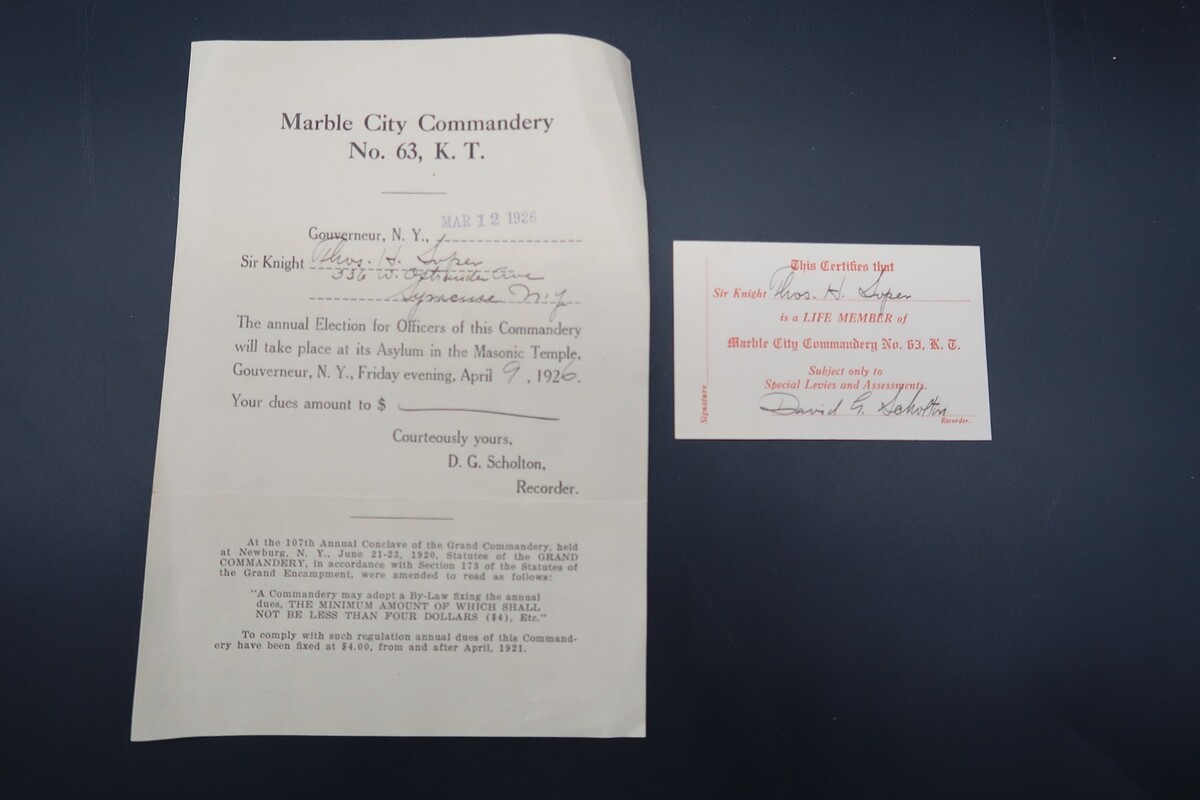 Marble City Commandery
No. 63, K. T.
MAR 12 1926
Gouverneur, N. Y.,
Sir Knight Thos. H. Soper
336 W. Ostrander Ave
Syracuse N.Y
The annual Election for Officers of this Commandery
will take place at its Asylum in the Masonic Temple,
Gouverneur, N. Y., Friday evening, April 9, 1926.
Your dues amount to $
Courteously yours,
D. G. Scholton,
Recorder.
At the 107th Annual Conclave of the Grand Commandery, held
at Newburg, N. Y., June 21-23, 1920, Statutes of the GRAND
COMMANDERY, in accordance with Section 173 of the Statutes of
the Grand Encampment, were amended to read as follows:
"A Commandery may adopt a By-Law fixing the annual
dues, THE MINIMUM AMOUNT OF WHICH SHALL
NOT BE LESS THAN FOUR DOLLARS ($4), Etc."
To comply with such regulation annual dues of this Command-
ery have been fixed at $4.00, from and after April, 1921.
This Certifies that
Sir Knight Thos. H. Soper
is a LIFE MEMBER of
Marble City Commandery No. 63, K. T.
Subject only to
Special Levies and Assessments.
David G. Scholton
Recorder.
Signature